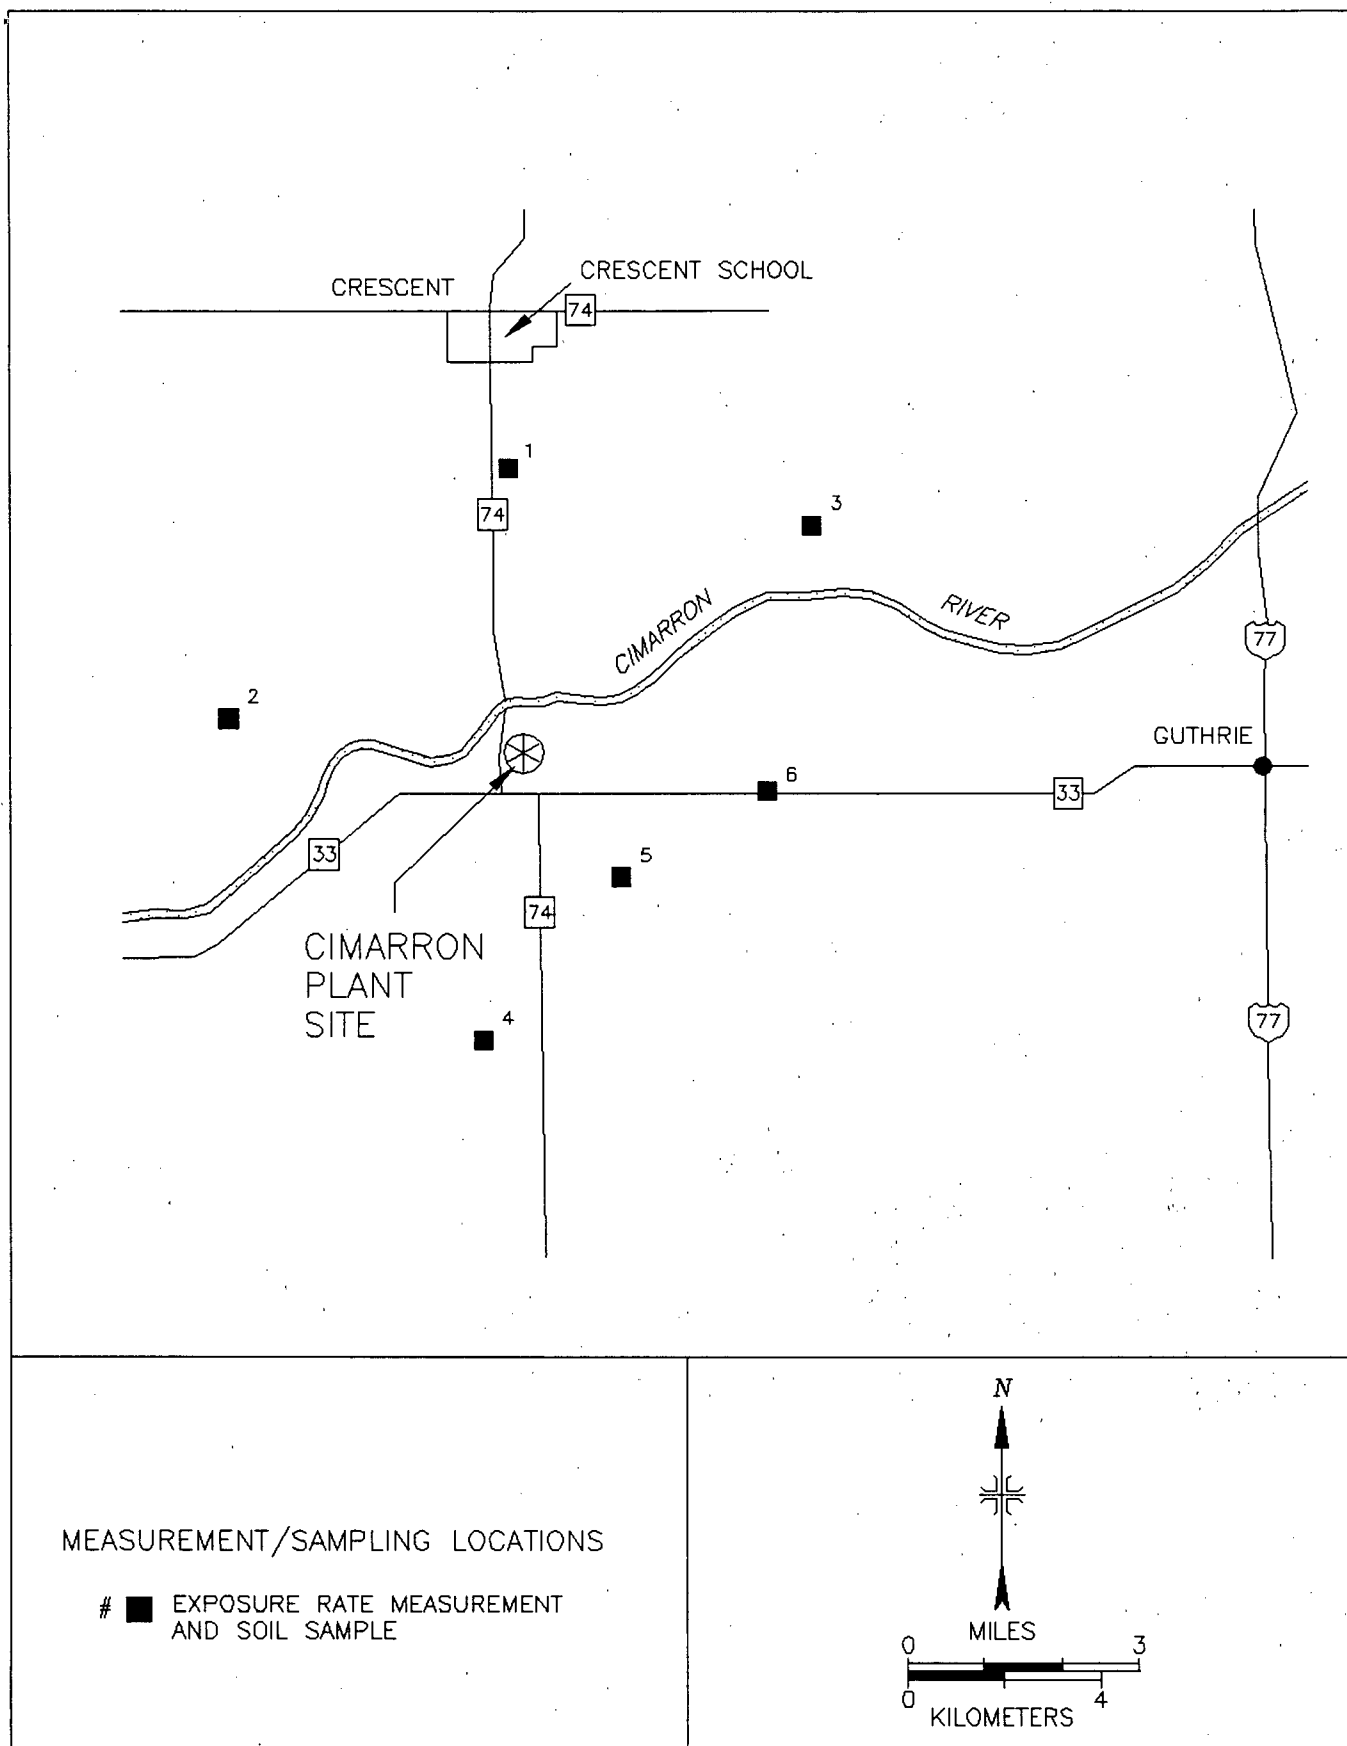 CRESCENT
CRESCENT SCHOOL
74
1
74
3
CIMARRON
RIVER
77
2
GUTHRIE
6
33
33
5
74
CIMARRON
PLANT
SITE
4
77
MEASUREMENT/SAMPLING LOCATIONS
# EXPOSURE RATE MEASUREMENT
AND SOIL SAMPLE
N
MILES
0 3
0 4
KILOMETERS